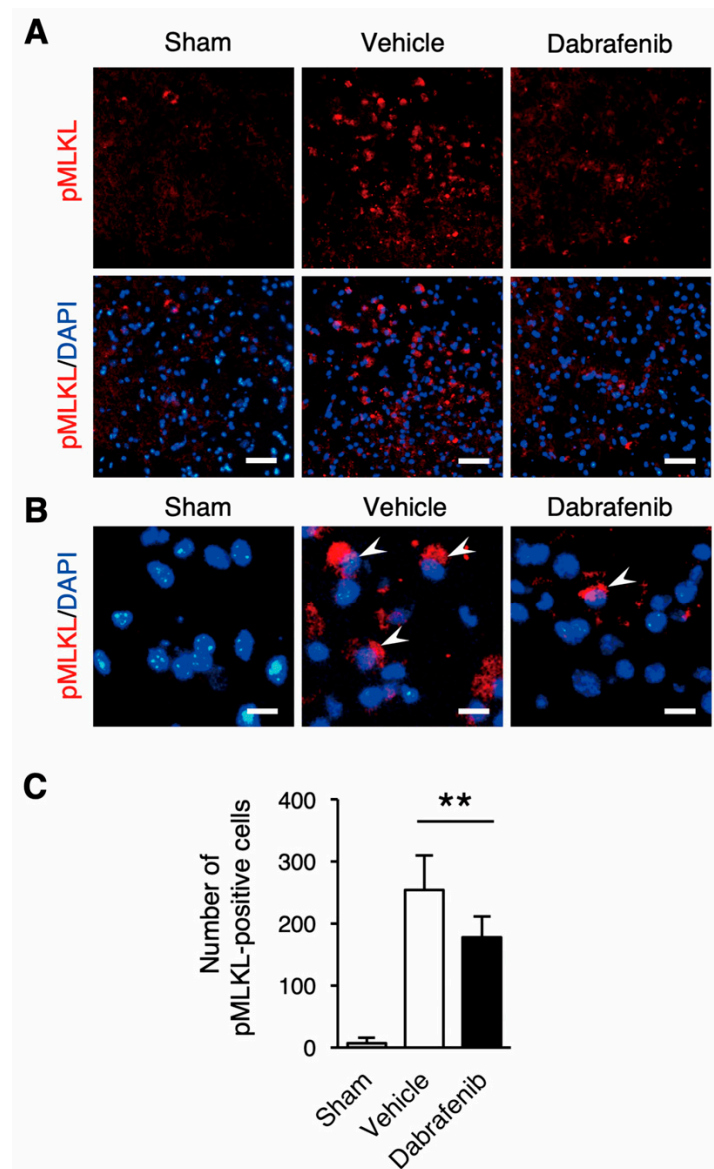 A
Sham Vehicle Dabrafenib
pMLKL
pMLKL/DAPI
B
Sham Vehicle Dabrafenib
pMLKL/DAPI
C
Number of
pMLKL-positive cells
400
300
200
100
0
**
Sham
Vehicle
Dabrafenib